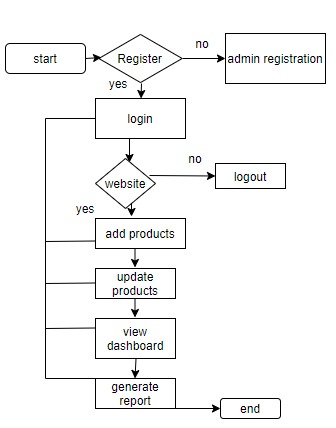 no
start
Register
admin registration
yes
login
no
website
logout
yes
add products
update
products
view
dashboard
generate
report
end